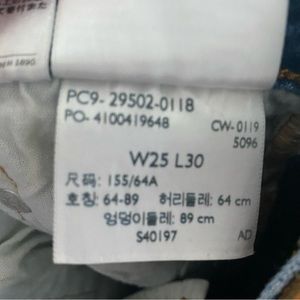 PC9- 29502-0118
PO- 4100419648 CW-0119
5096
W25 L30
尺码: 155/64A
호칭: 64-89 허리둘레: 64 cm
엉덩이둘레: 89 cm
S40197 AD